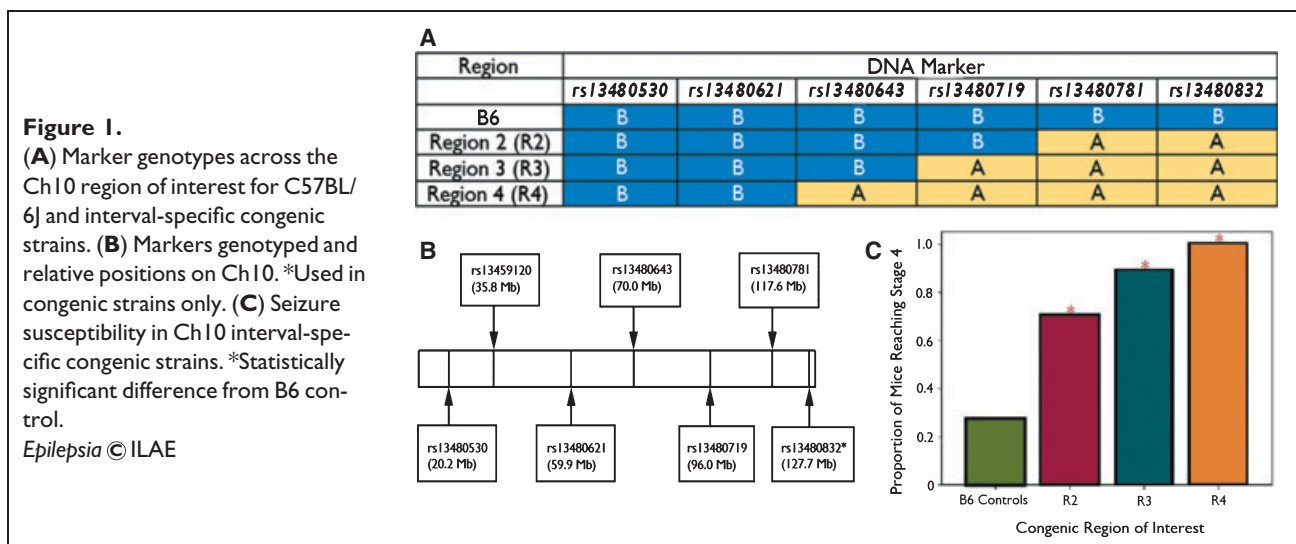 Figure 1.
(A) Marker genotypes across the
Ch10 region of interest for C57BL/
6J and interval-specific congenic
strains. (B) Markers genotyped and
relative positions on Ch10. *Used in
congenic strains only. (C) Seizure
susceptibility in Ch10 interval-spe-
cific congenic strains. *Statistically
significant difference from B6 con-
trol.
Epilepsia © ILAE
A
Region DNA Marker
rs13480530 rs13480621 rs13480643 rs13480719 rs13480781 rs13480832
B6 B B B B B B
Region 2 (R2) B B B B A A
Region 3 (R3) B B B A A A
Region 4 (R4) B B A A A A
B
rs13459120
(35.8 Mb)
rs13480643
(70.0 Mb)
rs13480781
(117.6 Mb)
rs13480530
(20.2 Mb)
rs13480621
(59.9 Mb)
rs13480719
(96.0 Mb)
rs13480832*
(127.7 Mb)
C
Proportion of Mice Reaching Stage 4
1.0
0.8
0.6
0.4
0.2
0
* * *
B6 Controls R2 R3 R4
Congenic Region of Interest